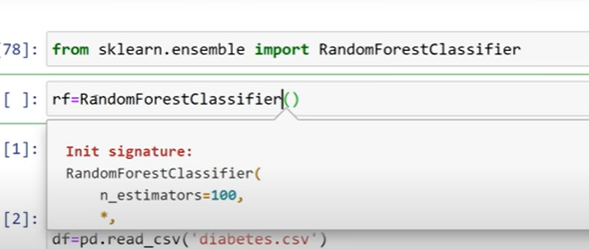 [78]: from sklearn.ensemble import RandomForestClassifier
[ ]: rf=RandomForestClassifier()
[1]: Init signature:
RandomForestClassifier(
n_estimators=100,
[2]: *,
df=pd.read_csv('diabetes.csv')